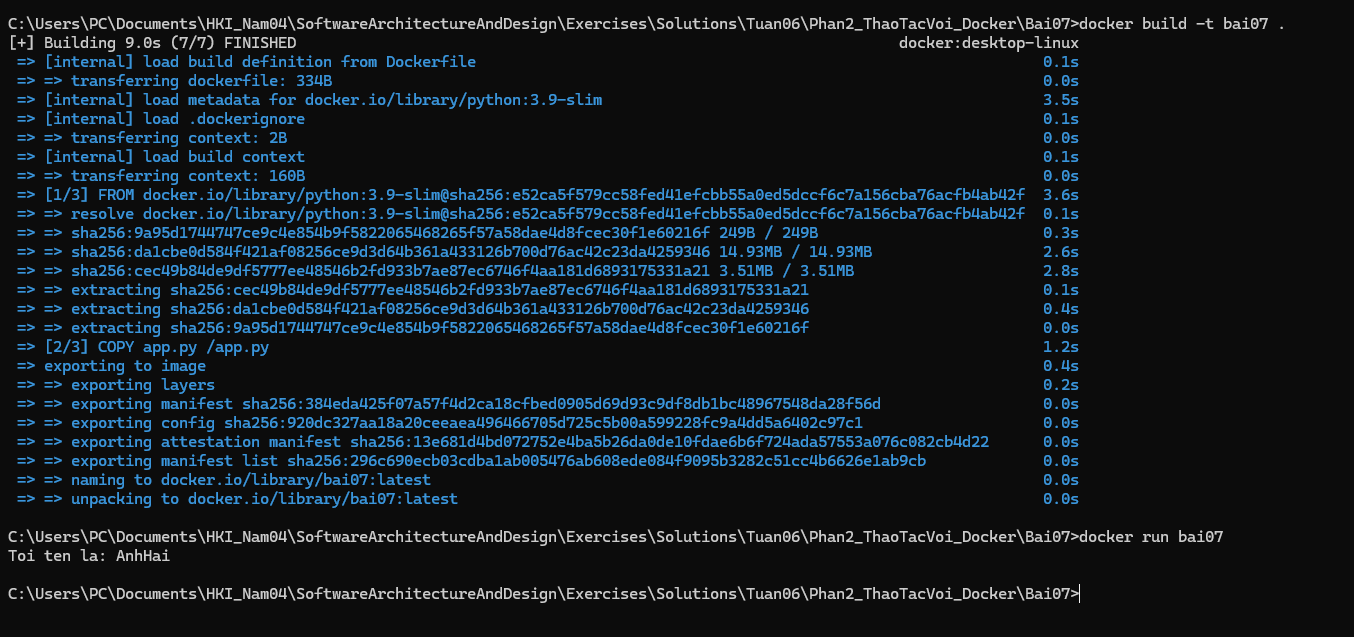 C:\Users\PC\Documents\HKI_Nam04\SoftwareArchitectureAndDesign\Exercises\Solutions\Tuan06\Phan2_ThaoTacVoi_Docker\Bai07>docker build -t bai07 .
[+] Building 9.0s (7/7) FINISHED docker:desktop-linux
=> [internal] load build definition from Dockerfile 0.1s
=> => transferring dockerfile: 334B 0.0s
=> [internal] load metadata for docker.io/library/python:3.9-slim 3.5s
=> [internal] load .dockerignore 0.1s
=> => transferring context: 2B 0.0s
=> [internal] load build context 0.1s
=> => transferring context: 160B 0.0s
=> [1/3] FROM docker.io/library/python:3.9-slim@sha256:e52ca5f579cc58fed41efcbb55a0ed5dccf6c7a156cba76acfb4ab42f 3.6s
=> => resolve docker.io/library/python:3.9-slim@sha256:e52ca5f579cc58fed41efcbb55a0ed5dccf6c7a156cba76acfb4ab42f 0.1s
=> => sha256:9a95d1744747ce9c4e854b9f5822065468265f57a58dae4d8fcec30f1e60216f 249B / 249B 0.3s
=> => sha256:da1cbe0d584f421af08256ce9d3d64b361a433126b700d76ac42c23da4259346 14.93MB / 14.93MB 2.6s
=> => sha256:cec49b84de9df5777ee48546b2fd933b7ae87ec6746f4aa181d6893175331a21 3.51MB / 3.51MB 2.8s
=> => extracting sha256:cec49b84de9df5777ee48546b2fd933b7ae87ec6746f4aa181d6893175331a21 0.1s
=> => extracting sha256:da1cbe0d584f421af08256ce9d3d64b361a433126b700d76ac42c23da4259346 0.4s
=> => extracting sha256:9a95d1744747ce9c4e854b9f5822065468265f57a58dae4d8fcec30f1e60216f 0.0s
=> [2/3] COPY app.py /app.py 1.2s
=> exporting to image 0.4s
=> => exporting layers 0.2s
=> => exporting manifest sha256:384eda425f07a57f4d2ca18cfbed0905d69d93c9df8db1bc48967548da28f56d 0.0s
=> => exporting config sha256:920dc327aa18a20ceeaea496466705d725c5b00a599228fc9a4dd5a6402c97c1 0.0s
=> => exporting attestation manifest sha256:13e681d4bd072752e4ba5b26da0de10fdae6b6f724ada57553a076c082cb4d22 0.0s
=> => exporting manifest list sha256:296c690ecb03cdba1ab005476ab608ede084f9095b3282c51cc4b6626e1ab9cb 0.0s
=> => naming to docker.io/library/bai07:latest 0.0s
=> => unpacking to docker.io/library/bai07:latest 0.0s
C:\Users\PC\Documents\HKI_Nam04\SoftwareArchitectureAndDesign\Exercises\Solutions\Tuan06\Phan2_ThaoTacVoi_Docker\Bai07>docker run bai07
Toi ten la: AnhHai
C:\Users\PC\Documents\HKI_Nam04\SoftwareArchitectureAndDesign\Exercises\Solutions\Tuan06\Phan2_ThaoTacVoi_Docker\Bai07>